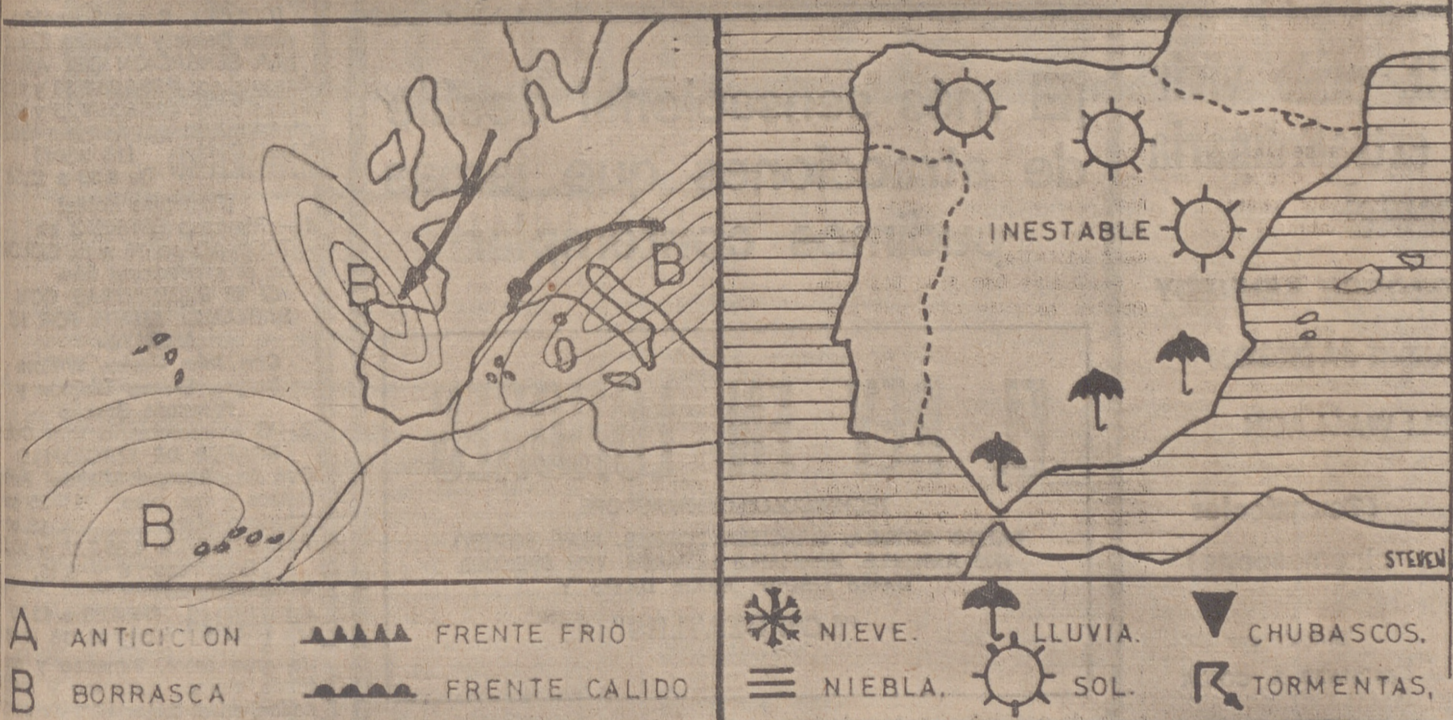 B
B
B
INESTABLE
STEVEN
A ANTICICLON
FRENTE FRIO
B BORRASCA
FRENTE CALIDO
NIEVE.
LLUVIA.
CHUBASCOS.
NIEBLA.
SOL.
TORMENTAS,